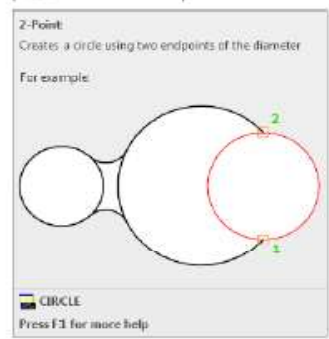 2-Point
Creates a circle using two endpoints of the diameter
For example:
2
1
CIRCLE
Press F1 for more help